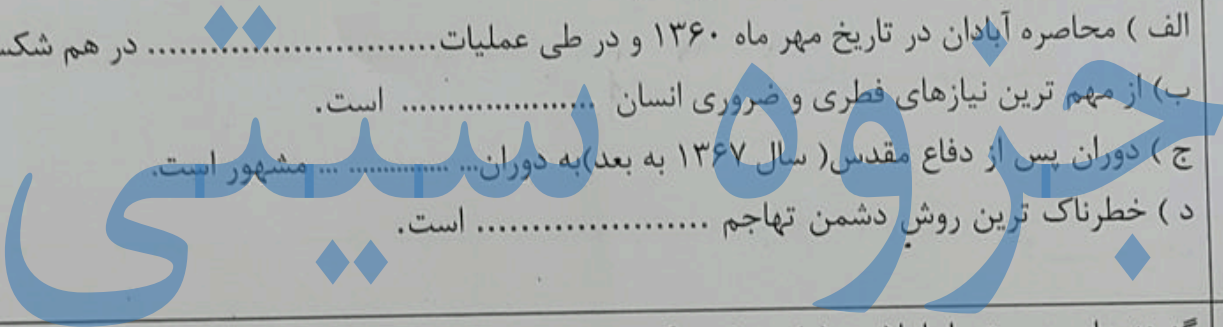 الف ) محاصره آبادان در تاریخ مهر ماه ۱۳۶۰ و در طی عملیات............................ در هم شکس
ب) از مهم ترین نیازهای فطری و ضروری انسان ..................... است.
ج ) دوران پس از دفاع مقدس( سال ۱۳۶۷ به بعد)به دوران... ............... ... مشهور است.
د ) خطرناک ترین روش دشمن تهاجم ....................... است.
جزوه سیتی